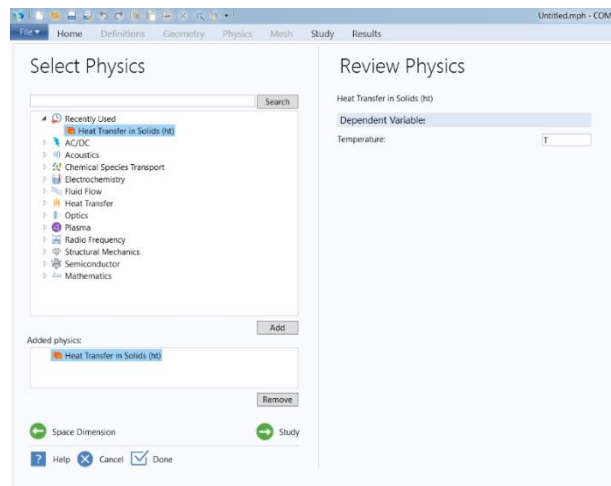 Untitled.mph - COM
File Home Definitions Geometry Physics Mesh Study Results
Select Physics
Search
Recently Used
Heat Transfer in Solids (ht)
AC/DC
Acoustics
Chemical Species Transport
Electrochemistry
Fluid Flow
Heat Transfer
Optics
Plasma
Radio Frequency
Structural Mechanics
Semiconductor
Mathematics
Add
Added physics:
Heat Transfer in Solids (ht)
Remove
Space Dimension
Study
Help Cancel Done
Review Physics
Heat Transfer in Solids (ht)
Dependent Variables
Temperature: T